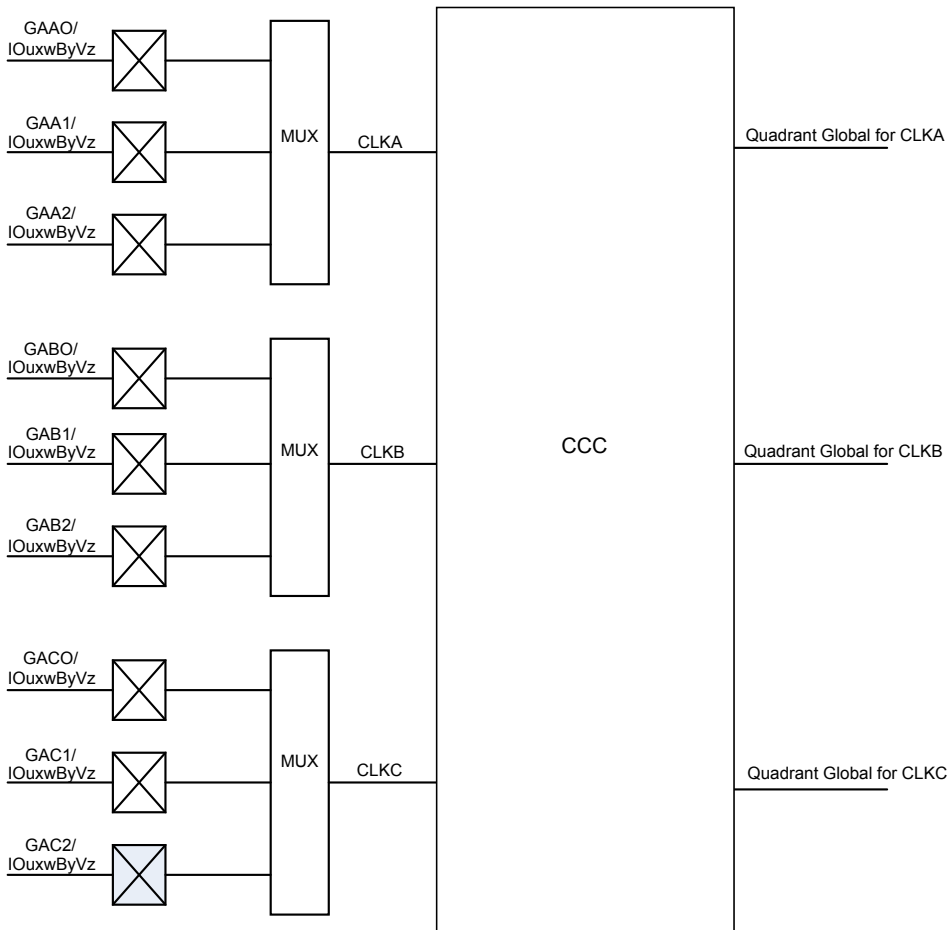 GAAO/
IOuxwByVz
GAA1/
IOuxwByVz
GAA2/
IOuxwByVz
MUX
CLKA
Quadrant Global for CLKA
GABO/
IOuxwByVz
GAB1/
IOuxwByVz
GAB2/
IOuxwByVz
MUX
CLKB
CCC
Quadrant Global for CLKB
GACO/
IOuxwByVz
GAC1/
IOuxwByVz
GAC2/
IOuxwByVz
MUX
CLKC
Quadrant Global for CLKC